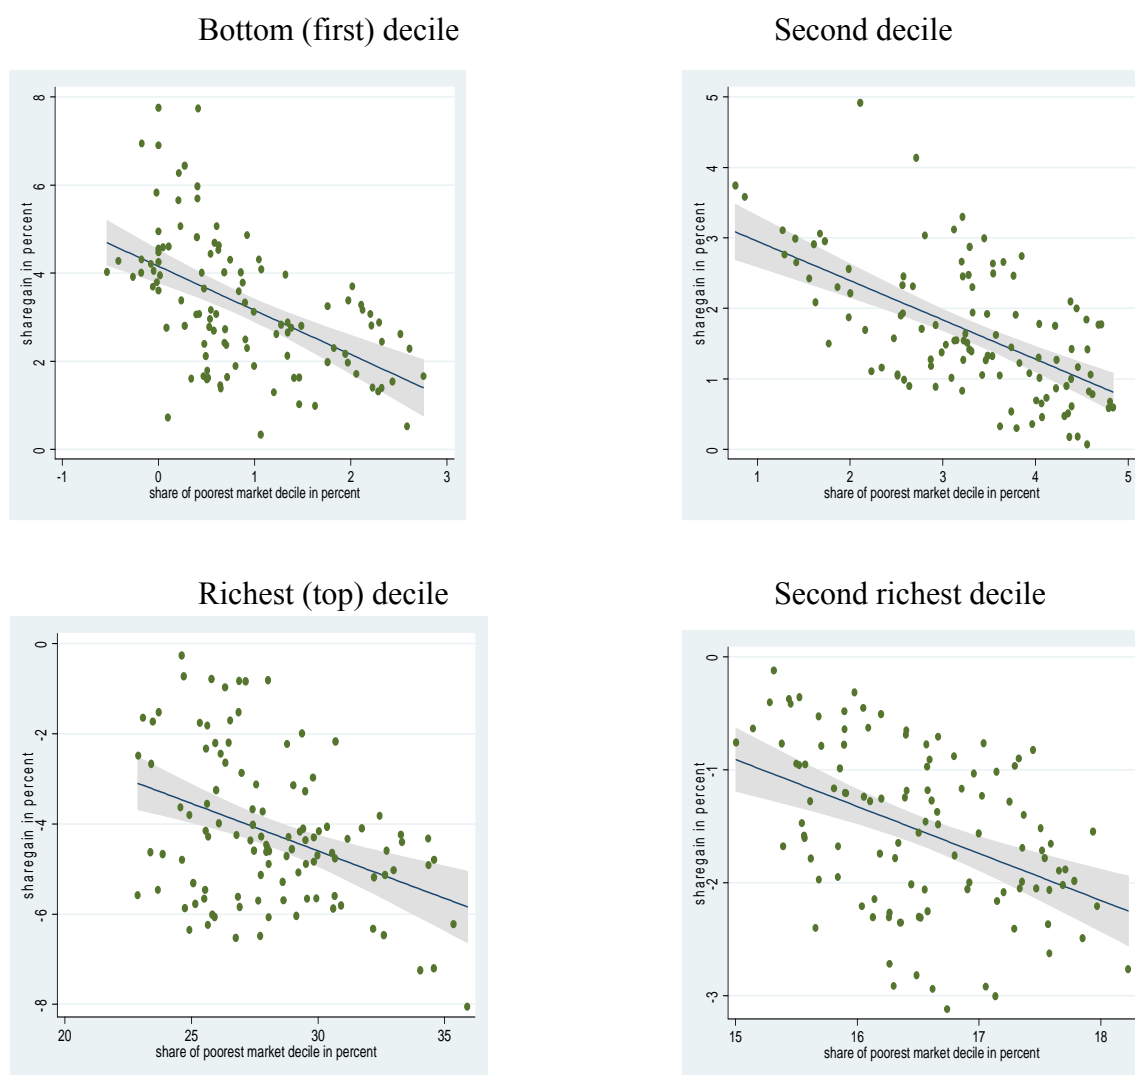 Bottom (first) decile
Second decile
8
6
4
2
0
sharegain in percent
-1 0 1 2 3
share of poorest market decile in percent
5
4
3
2
1
0
sharegain in percent
1 2 3 4 5
share of poorest market decile in percent
Richest (top) decile
Second richest decile
0
-2
-4
-6
-8
sharegain in percent
20 25 30 35
share of poorest market decile in percent
0
-1
-2
-3
sharegain in percent
15 16 17 18
share of poorest market decile in percent